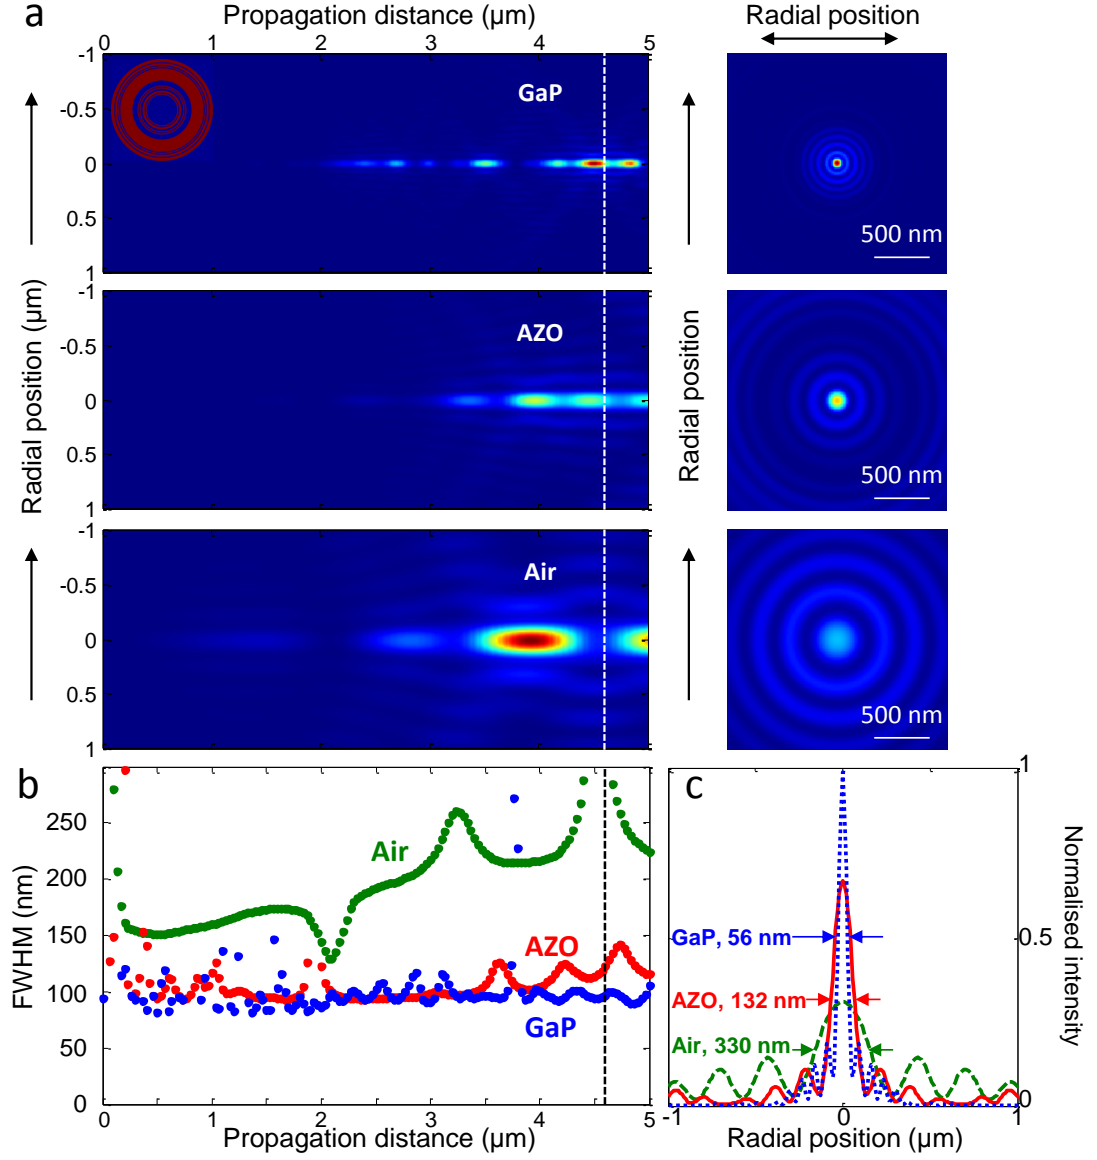 a
Propagation distance (µm)
Radial position
0 1 2 3 4 5
-1
-0.5
0
0.5
1
GaP
500 nm
-1
-0.5
0
0.5
1
AZO
500 nm
-1
-0.5
0
0.5
1
Air
500 nm
Radial position (µm)
Radial position
b
250
200
150
100
50
0
FWHM (nm)
Air
AZO
GaP
0 1 2 3 4 5
Propagation distance (µm)
c
1
0.5
0
Normalised intensity
GaP, 56 nm
AZO, 132 nm
Air, 330 nm
-1 0 1
Radial position (µm)